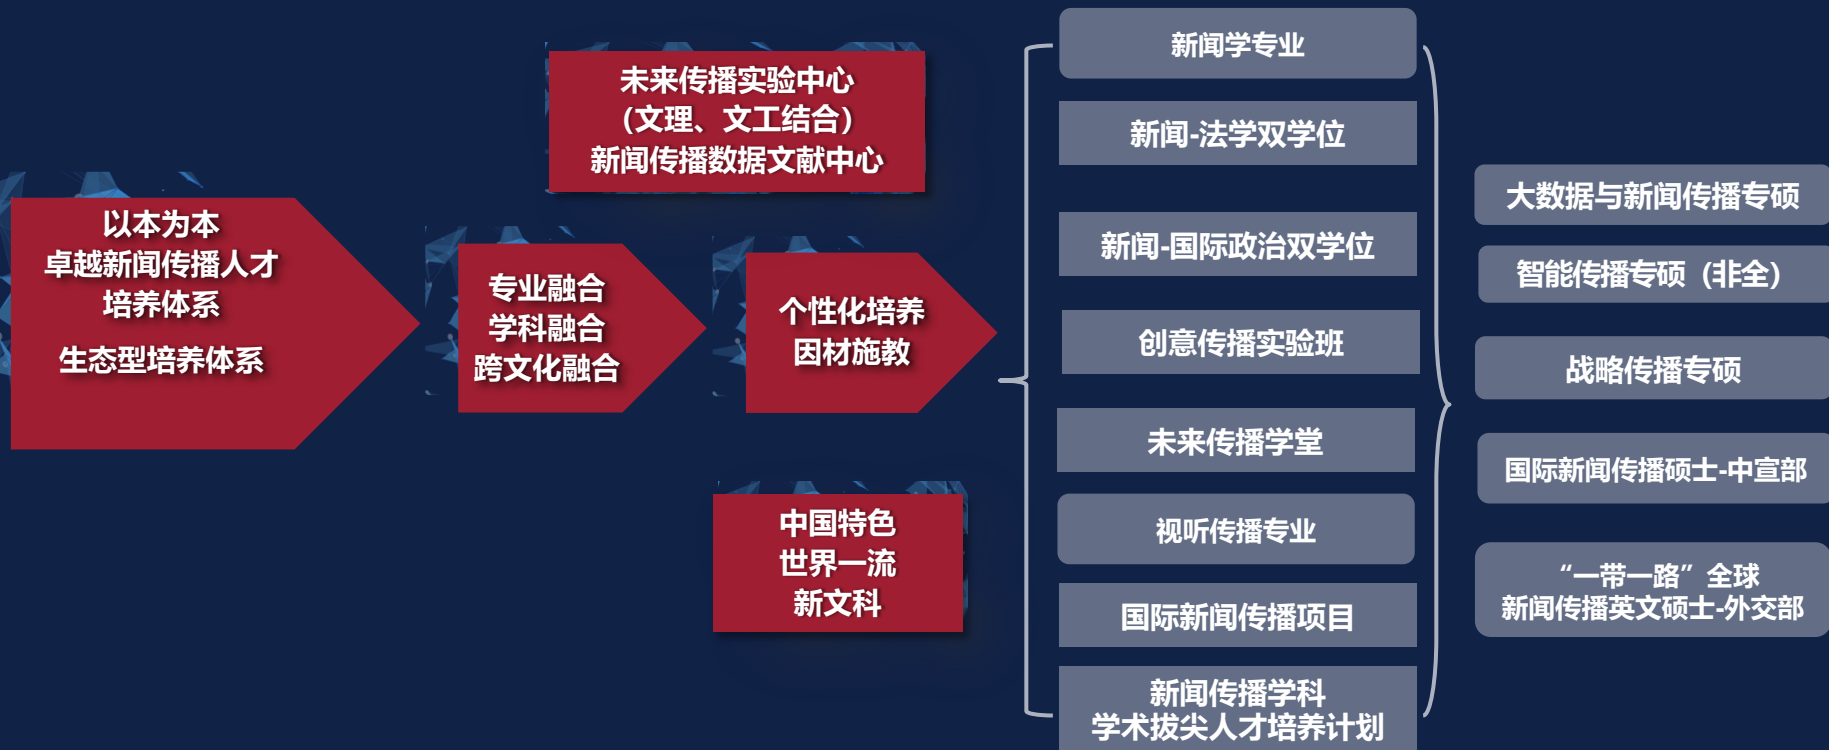 未来传播实验中心
（文理、文工结合）
新闻传播数据文献中心
以本为本
卓越新闻传播人才
培养体系
生态型培养体系
专业融合
学科融合
跨文化融合
个性化培养
因材施教
中国特色
世界一流
新文科
新闻学专业
新闻-法学双学位
新闻-国际政治双学位
创意传播实验班
未来传播学堂
视听传播专业
国际新闻传播项目
新闻传播学科
学术拔尖人才培养计划
大数据与新闻传播专硕
智能传播专硕（非全）
战略传播专硕
国际新闻传播硕士-中宣部
“一带一路”全球
新闻传播英文硕士-外交部